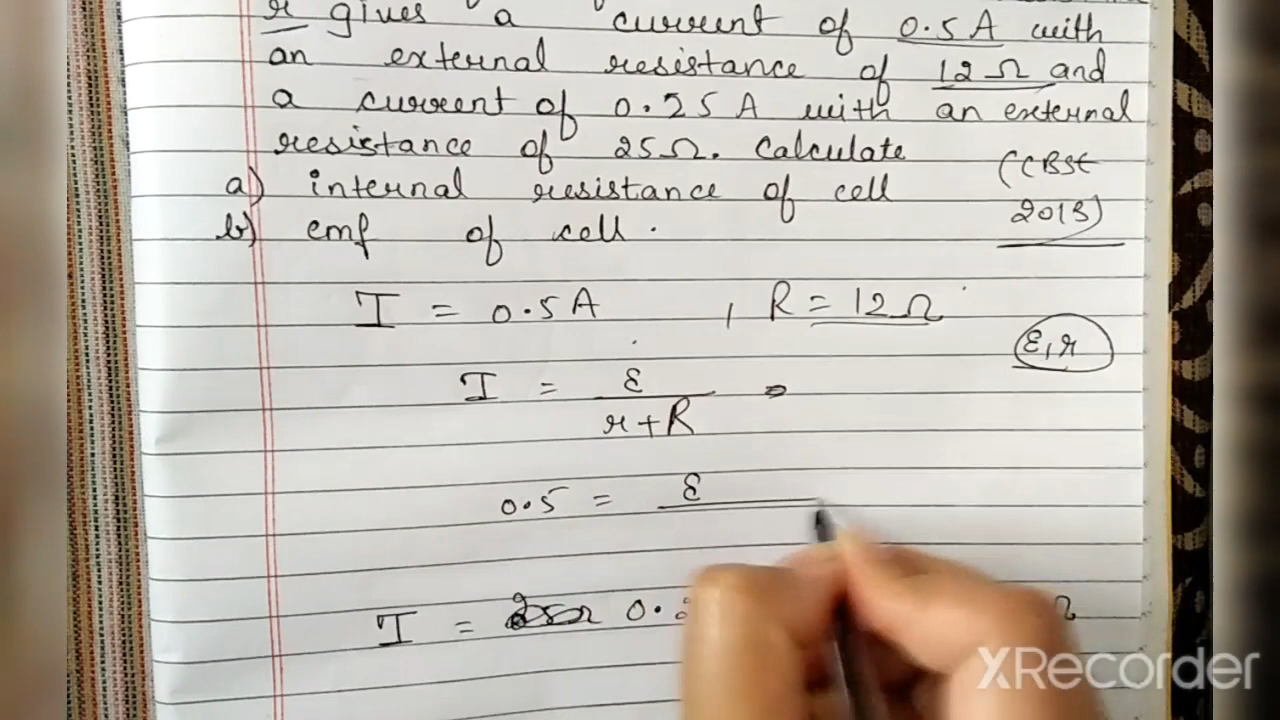 r gives a current of 0.5A with
an external resistance of 12Ω and
a current of 0.25A with an external
resistance of 25Ω. Calculate
(CBSE
a) internal resistance of cell
2013)
b) emf of cell.
I = 0.5A , R = 12Ω
ε, r
I = ε / r+R
0.5 = ε
I = 0. Ω
XRecorder